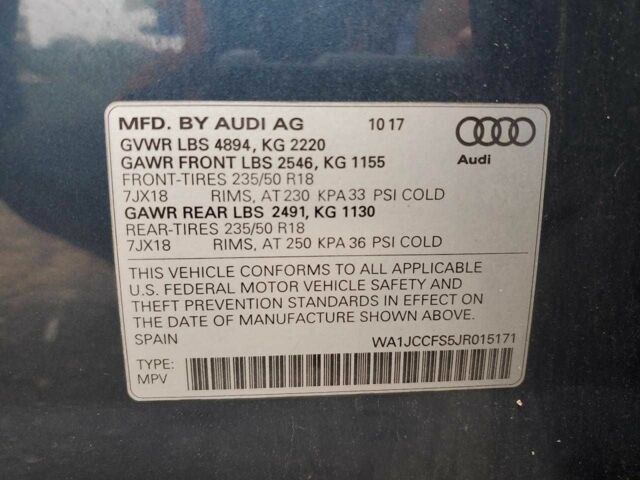 MFD. BY AUDI AG 10 17
GVWR LBS 4894, KG 2220
GAWR FRONT LBS 2546, KG 1155
FRONT-TIRES 235/50 R18
7JX18 RIMS, AT 230 KPA 33 PSI COLD
GAWR REAR LBS 2491, KG 1130
REAR-TIRES 235/50 R18
7JX18 RIMS, AT 250 KPA 36 PSI COLD
Audi
THIS VEHICLE CONFORMS TO ALL APPLICABLE
U.S. FEDERAL MOTOR VEHICLE SAFETY AND
THEFT PREVENTION STANDARDS IN EFFECT ON
THE DATE OF MANUFACTURE SHOWN ABOVE.
SPAIN WA1JCCFS5JR015171
TYPE:
MPV